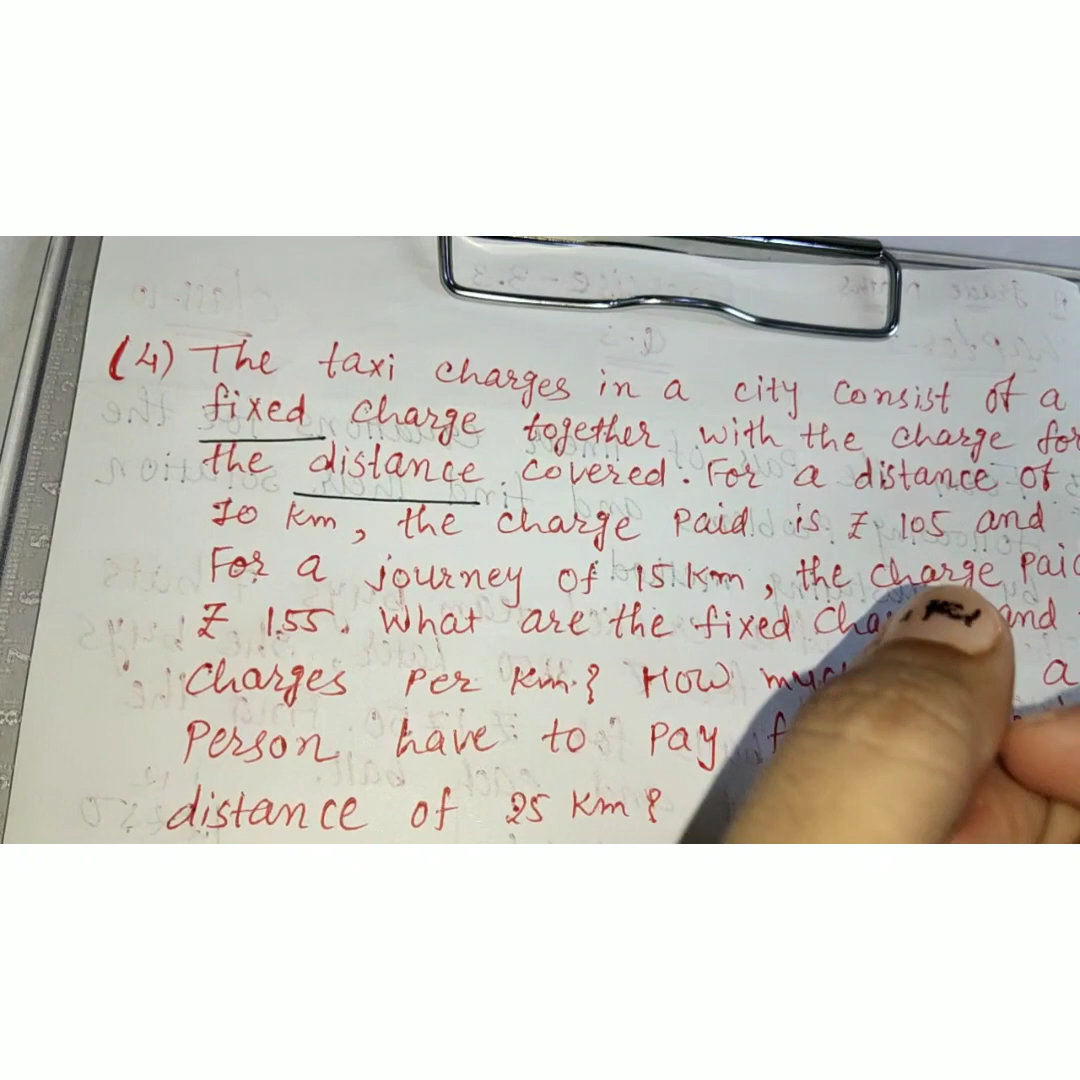 (4) The taxi charges in a city consist of a
fixed charge together with the charge for
the distance covered. For a distance of
10 km, the charge paid is ₹ 105 and
For a journey of 15 km, the charge paid
₹ 155. What are the fixed and
charges per km? How a
person have to pay
distance of 25 km?